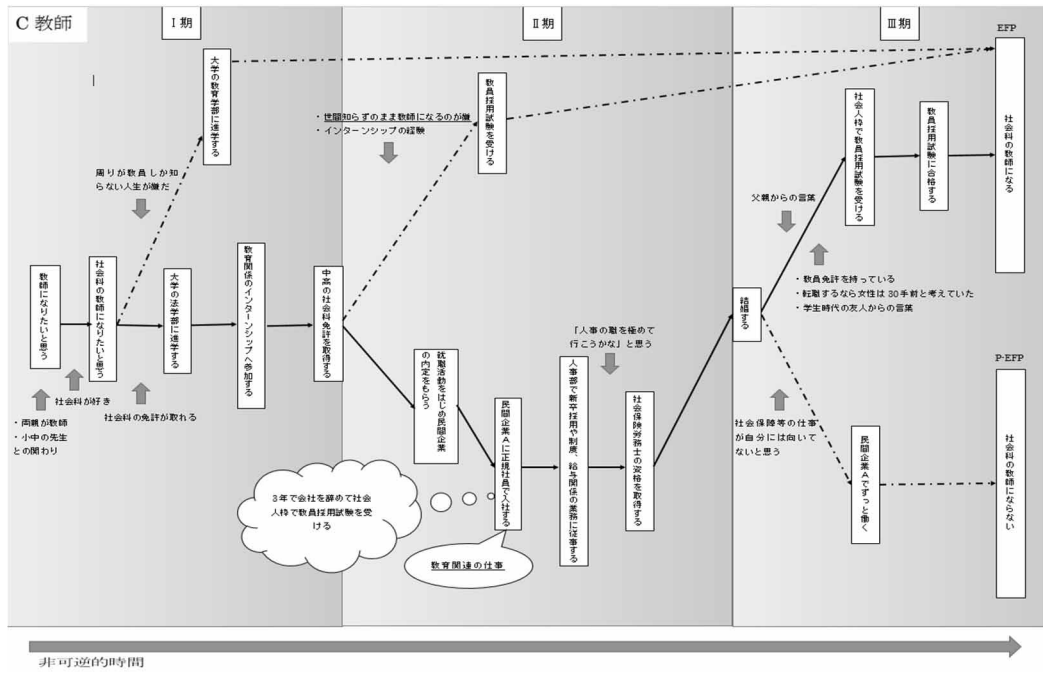 C 教師
Ⅰ期
Ⅱ期
Ⅲ期
EFP
大学の教育学部に進学する
教員採用試験を受ける
・世間知らずのまま教師になるのが嫌
・インターンシップの経験
社会人枠で教員採用試験を受ける
教員採用試験に合格する
社会科の教師になる
周りが教員しか知
らない人生が嫌だ
父親からの言葉
教師になりたいと思う
社会科の教師になりたいと思う
大学の法学部に進学する
教育関係のインターンシップへ参加する
中高の社会科免許を取得する
・教員免許を持っている
・転職するなら女性は30手前と考えていた
・学生時代の友人からの言葉
結婚する
「人事の職を極めて
行こうかな」と思う
就職活動をはじめ民間企業
の内定をもらう
民間企業Aに正規社員で入社する
人事部で新卒採用や制度、給与関係の業務に従事する
社会保険労務士の資格を取得する
P-EFP
社会科が好き
社会科の免許が取れる
・両親が教師
・小中の先生
との関わり
社会保障等の仕事
が自分には向いて
ないと思う
民間企業Aでずっと働く
社会科の教師にならない
3年で会社を辞めて社会
人枠で教員採用試験を受
ける
教育関連の仕事
非可逆的時間